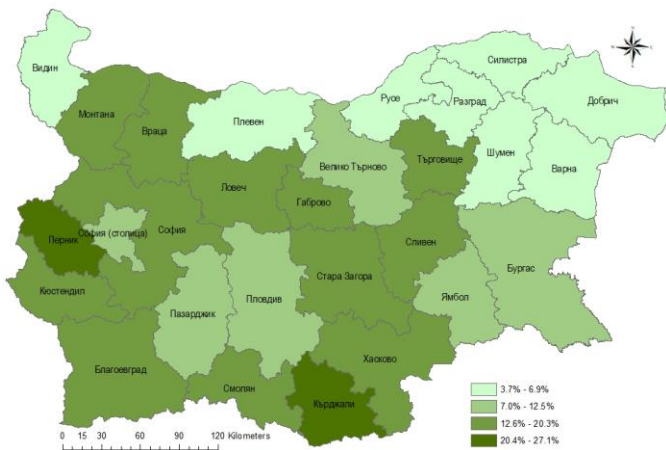 Силистра
Видин
Добрич
Русе
Разград
Монтана
Плевен
Враца
Шумен
Варна
Велико Търново
Търговище
Ловеч
Габрово
София (столица)
София
Перник
Сливен
Бургас
Стара Загора
Кюстендил
Пловдив
Ямбол
Пазарджик
Хасково
Благоевград
Смолян
Кърджали
3.7% - 6.9%
7.0% - 12.5%
12.6% - 20.3%
20.4% - 27.1%
0 15 30 60 90 120 Kilometers